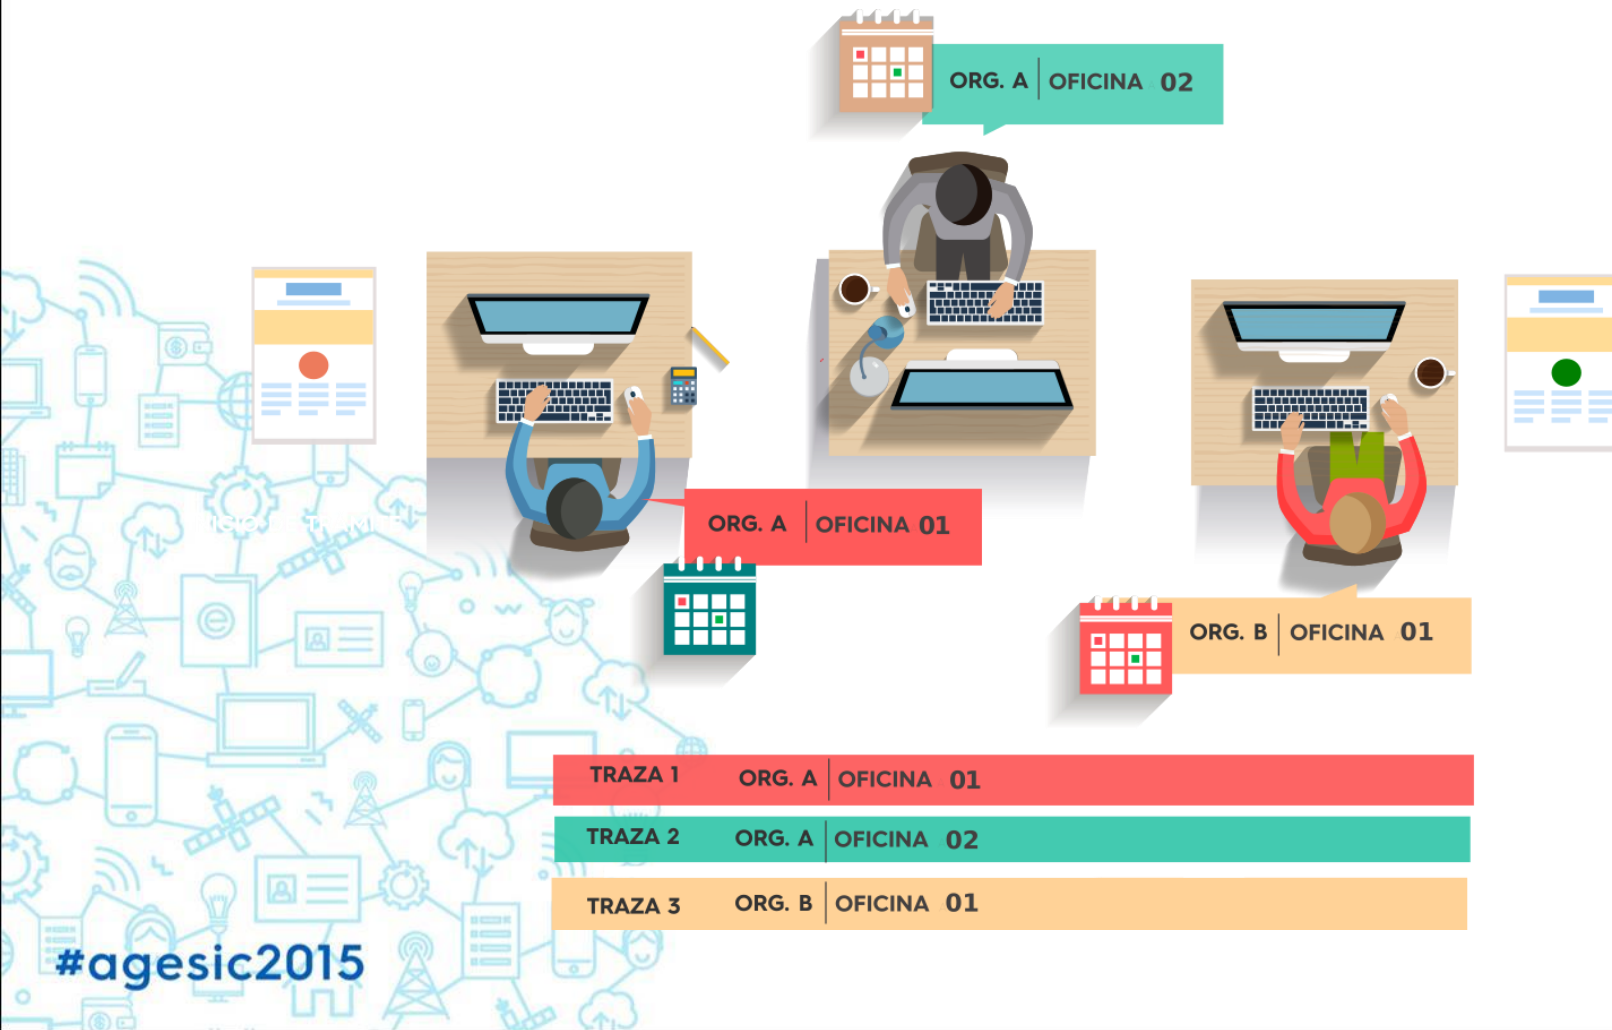 ORG. A OFICINA 02
ORG. A OFICINA 01
ORG. B OFICINA 01
TRAZA 1 ORG. A OFICINA 01
TRAZA 2 ORG. A OFICINA 02
TRAZA 3 ORG. B OFICINA 01
#agesic2015